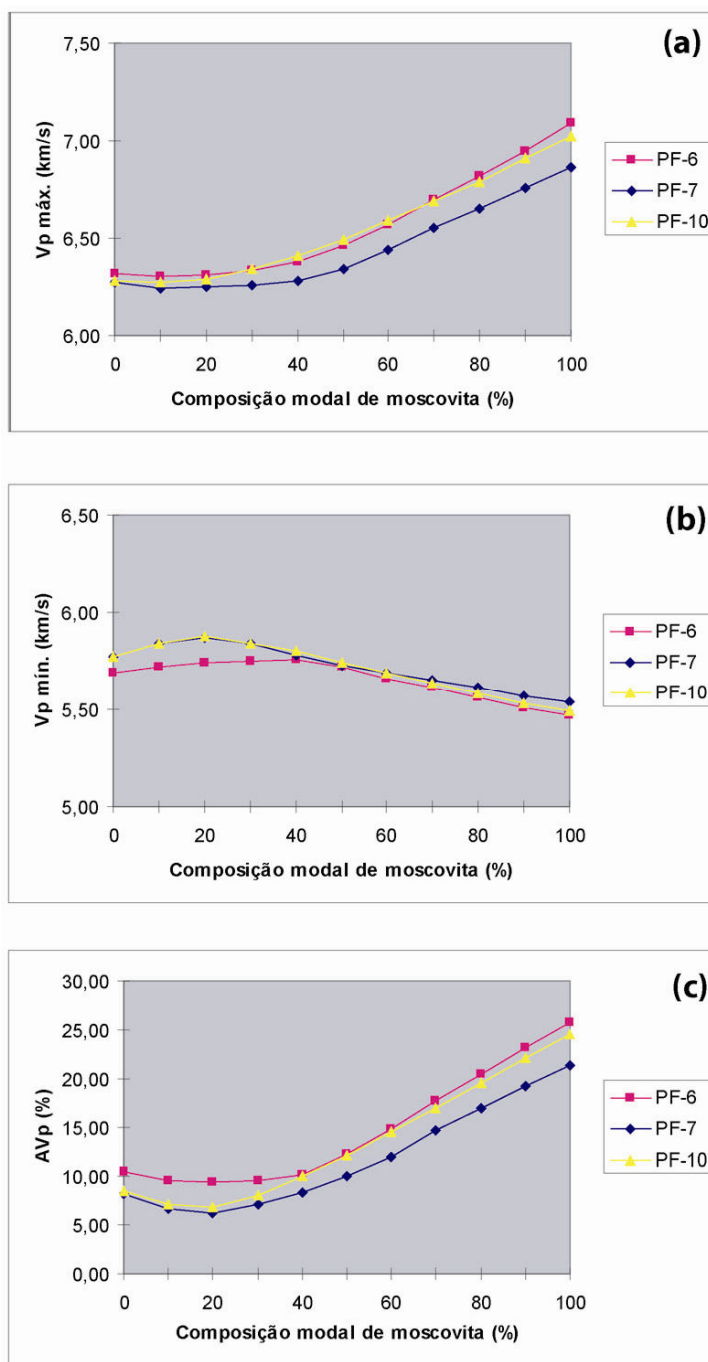 (a)
7,50
7,00
6,50
6,00
Vp máx. (km/s)
0 20 40 60 80 100
Composição modal de moscovita (%)
PF-6
PF-7
PF-10
(b)
6,50
6,00
5,50
5,00
Vp mín. (km/s)
0 20 40 60 80 100
Composição modal de moscovita (%)
PF-6
PF-7
PF-10
(c)
30,00
25,00
20,00
15,00
10,00
5,00
0,00
AVp (%)
0 20 40 60 80 100
Composição modal de moscovita (%)
PF-6
PF-7
PF-10